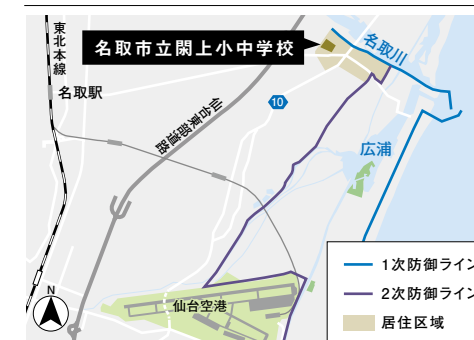 東北本線
名取市立閖上小中学校
名取川
名取駅
10
仙台東部道路
広浦
1次防御ライン
2次防御ライン
居住区域
仙台空港
N